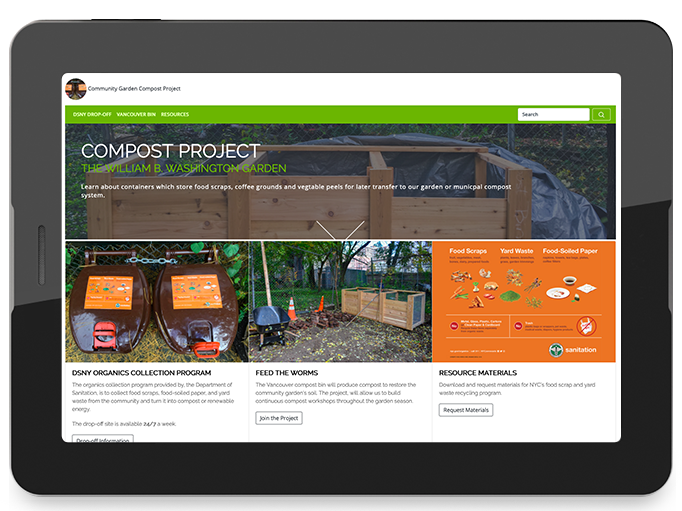 Community Garden Compost Project
DSNY DROP-OFF VANCOUVER BIN RESOURCES
Search
COMPOST PROJECT
THE WILLIAM B. WASHINGTON GARDEN
Learn about containers which store food scraps, coffee grounds and vegtable peels for later transfer to our garden or municpal compost
system.
Food Scraps Yard Waste Food-Soiled Paper
No
No
sanitation
DSNY ORGANICS COLLECTION PROGRAM
The organics collection program provided by, the Department of
Sanitation, is to collect food scraps, food-soiled paper, and yard
waste from the community and turn it into compost or renewable
energy.
The drop-off site is available 24/7 a week.
Drop-off Information
FEED THE WORMS
The Vancouver compost bin will produce compost to restore the
community garden's soil. The project, will allow us to build
continuous compost workshops throughout the garden season.
Join the Project
RESOURCE MATERIALS
Download and request materials for NYC's food scrap and yard
waste recycling program.
Request Materials